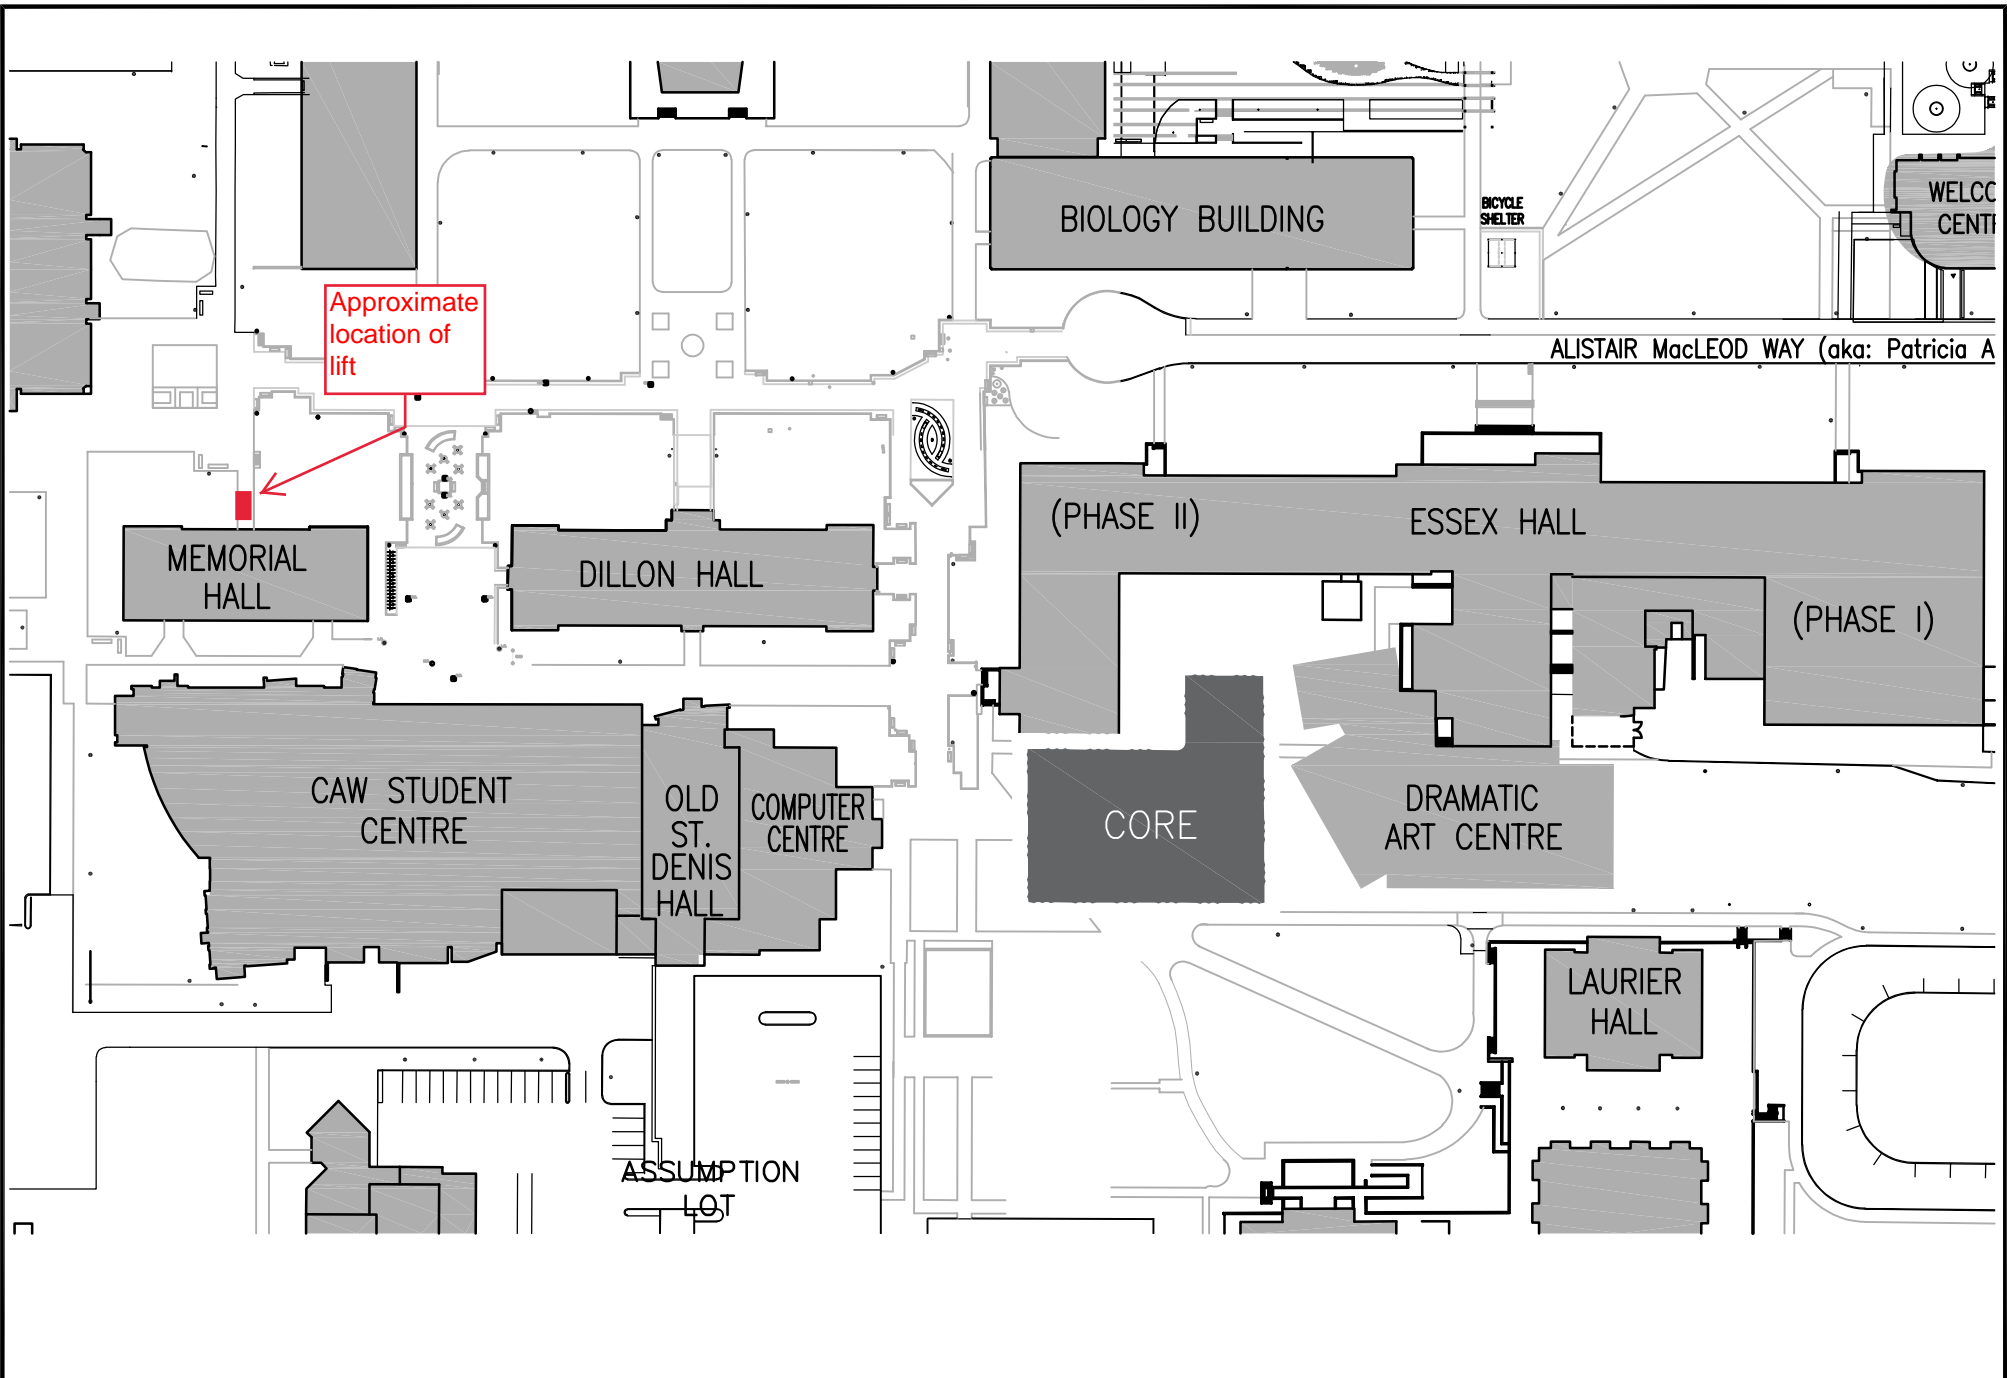 BIOLOGY BUILDING
BICYCLE
SHELTER
WELCC
CENTF
Approximate
location of
lift
ALISTAIR MacLEOD WAY (aka: Patricia A
(PHASE II)
ESSEX HALL
MEMORIAL
HALL
DILLON HALL
(PHASE I)
CAW STUDENT
CENTRE
OLD
ST.
DENIS
HALL
COMPUTER
CENTRE
CORE
DRAMATIC
ART CENTRE
LAURIER
HALL
ASSUMPTION
LOT